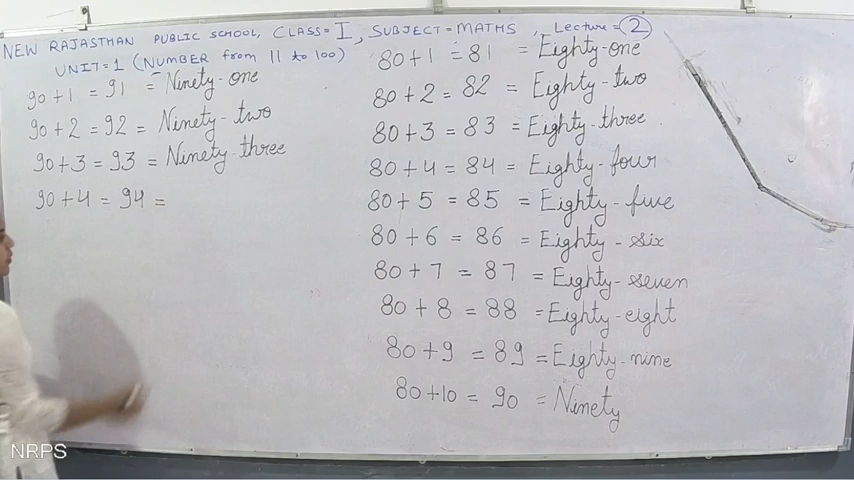 NEW RAJASTHAN PUBLIC SCHOOL, CLASS=I, SUBJECT=MATHS, Lecture=2
UNIT=1 (NUMBER from 11 to 100)
90+1 = 91 = Ninety-one
90+2 = 92 = Ninety-two
90+3 = 93 = Ninety-three
90+4 = 94 =
80+1 = 81 = Eighty-one
80+2 = 82 = Eighty-two
80+3 = 83 = Eighty-three
80+4 = 84 = Eighty-four
80+5 = 85 = Eighty-five
80+6 = 86 = Eighty-six
80+7 = 87 = Eighty-seven
80+8 = 88 = Eighty-eight
80+9 = 89 = Eighty-nine
80+10 = 90 = Ninety
NRPS